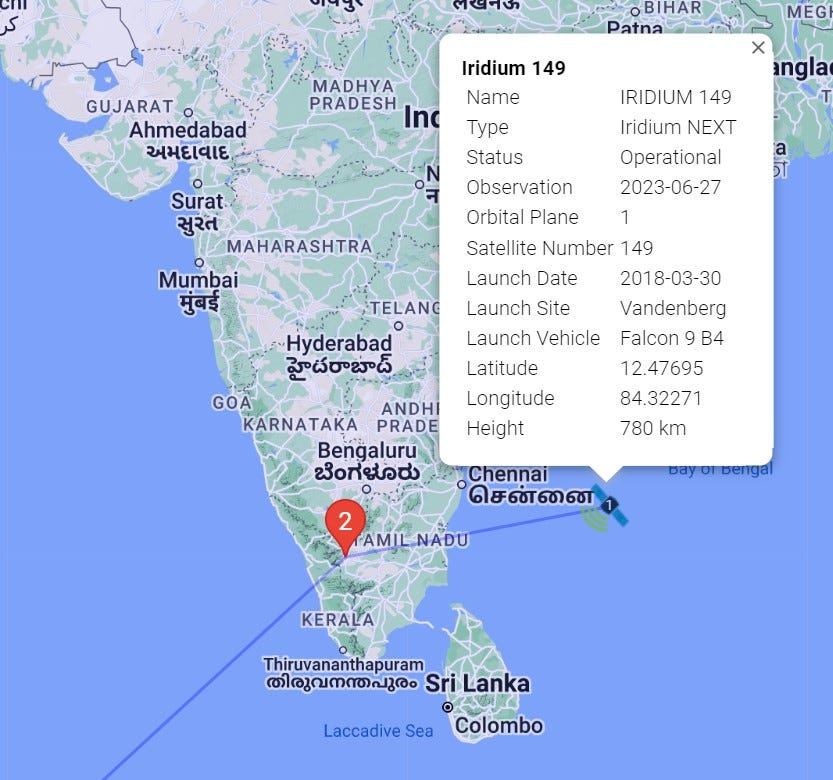 जयपुर
लखनऊ
BIHAR
Patna
MEGH
×
Iridium 149
Name IRIDIUM 149
Type Iridium NEXT
Status Operational
Observation 2023-06-27
Orbital Plane 1
Satellite Number 149
Launch Date 2018-03-30
Launch Site Vandenberg
Launch Vehicle Falcon 9 B4
Latitude 12.47695
Longitude 84.32271
Height 780 km
anglad
GUJARAT
MADHYA
PRADESH
Ind
Ahmedabad
અમદાવાદ
Surat
સુરત
MAHARASHTRA
Mumbai
मुंबई
TELANG
Hyderabad
హైదరాబాద్
GOA
KARNATAKA
ANDHR
PRADE
Bengaluru
ಬೆಂಗಳೂರು
Chennai
சென்னை
Bay of Bengal
1
2
TAMIL NADU
KERALA
Thiruvananthapuram
തിരുവനന്തപുരം
Sri Lanka
Colombo
Laccadive Sea